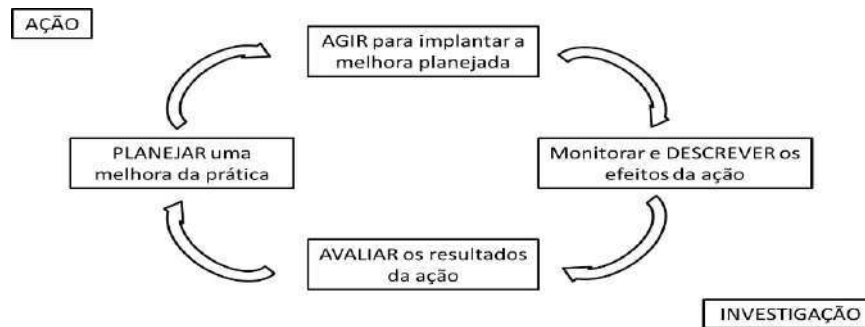 AÇÃO
AGIR para implantar a
melhora planejada
PLANEJAR uma
melhora da prática
Monitorar e DESCREVER os
efeitos da ação
AVALIAR os resultados
da ação
INVESTIGAÇÃO